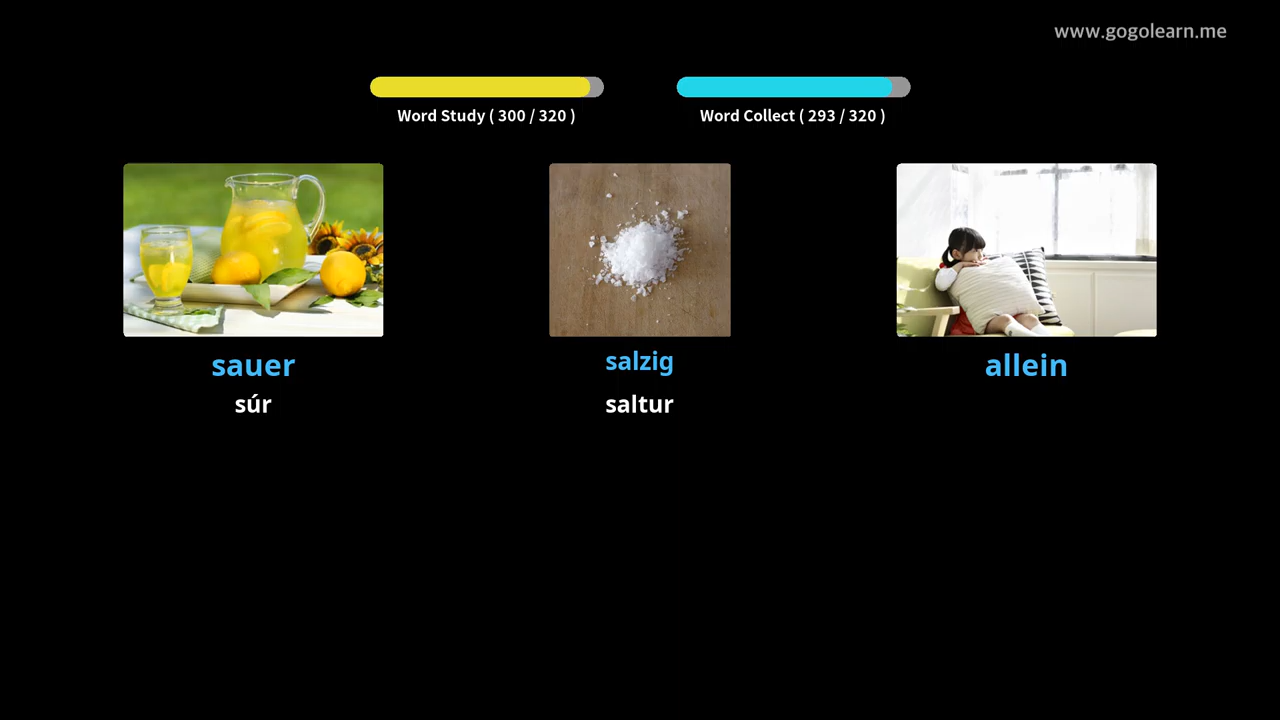 www.gogolearn.me
Word Study ( 300 / 320 )
Word Collect ( 293 / 320 )
sauer
súr
salzig
saltur
allein